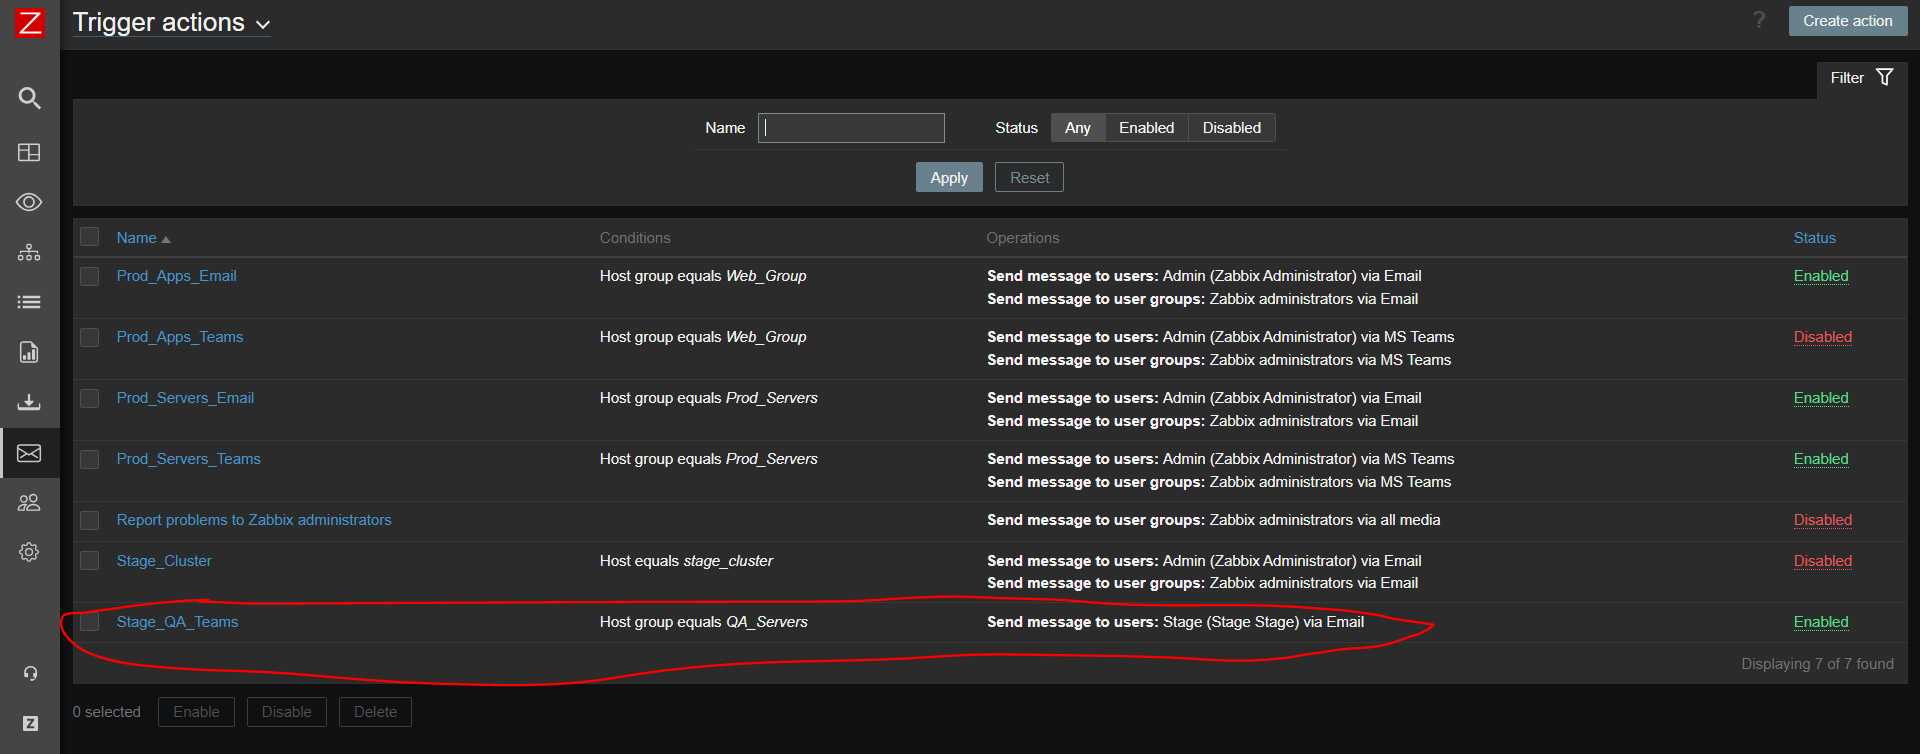 Z
Trigger actions
?
Create action
Filter
Name
Status
Any
Enabled
Disabled
Apply
Reset
Name
Conditions
Operations
Status
Prod_Apps_Email
Host group equals Web_Group
Send message to users: Admin (Zabbix Administrator) via Email
Send message to user groups: Zabbix administrators via Email
Enabled
Prod_Apps_Teams
Host group equals Web_Group
Send message to users: Admin (Zabbix Administrator) via MS Teams
Send message to user groups: Zabbix administrators via MS Teams
Disabled
Prod_Servers_Email
Host group equals Prod_Servers
Send message to users: Admin (Zabbix Administrator) via Email
Send message to user groups: Zabbix administrators via Email
Enabled
Prod_Servers_Teams
Host group equals Prod_Servers
Send message to users: Admin (Zabbix Administrator) via MS Teams
Send message to user groups: Zabbix administrators via MS Teams
Enabled
Report problems to Zabbix administrators
Send message to user groups: Zabbix administrators via all media
Disabled
Stage_Cluster
Host equals stage_cluster
Send message to users: Admin (Zabbix Administrator) via Email
Send message to user groups: Zabbix administrators via Email
Disabled
Stage_QA_Teams
Host group equals QA_Servers
Send message to users: Stage (Stage Stage) via Email
Enabled
Displaying 7 of 7 found
0 selected
Enable
Disable
Delete
Z